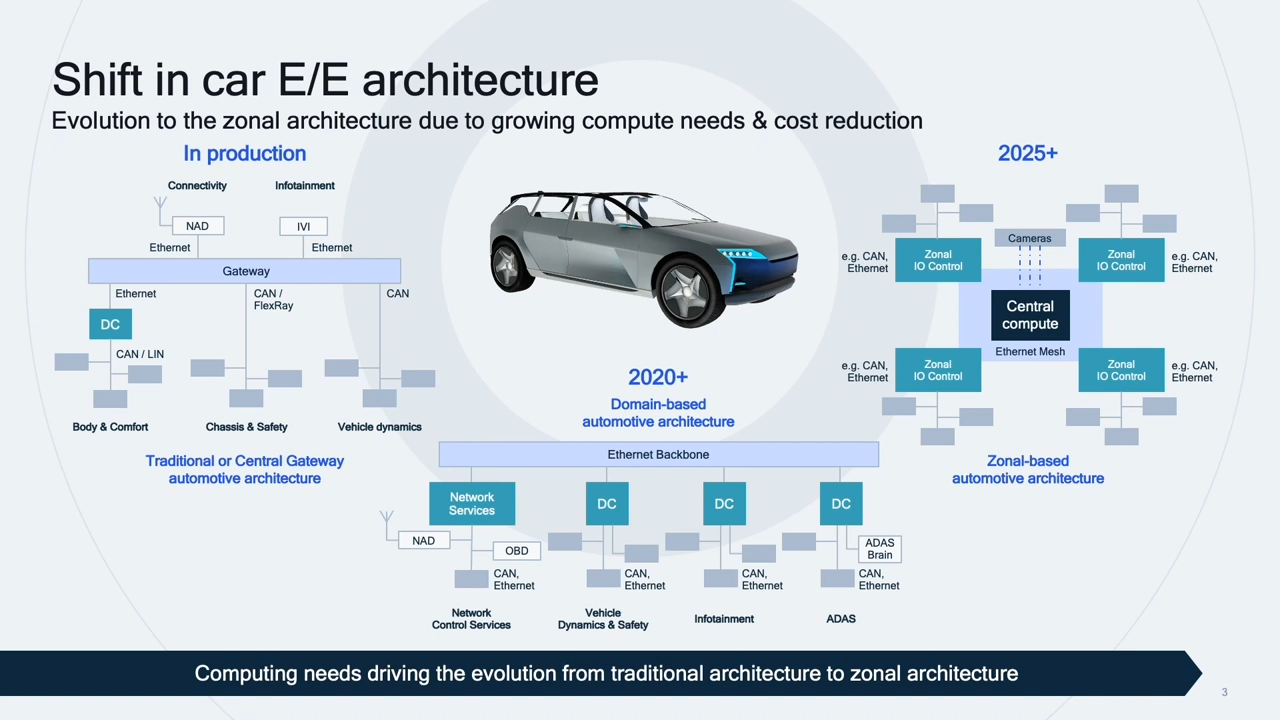 Shift in car E/E architecture
Evolution to the zonal architecture due to growing compute needs & cost reduction
In production
Connectivity
Infotainment
NAD
IVI
Ethernet
Ethernet
Gateway
Ethernet
CAN /
FlexRay
CAN
DC
CAN / LIN
Body & Comfort
Chassis & Safety
Vehicle dynamics
Traditional or Central Gateway
automotive architecture
2020+
Domain-based
automotive architecture
Ethernet Backbone
Network
Services
DC
DC
DC
NAD
OBD
ADAS
Brain
CAN,
Ethernet
CAN,
Ethernet
CAN,
Ethernet
CAN,
Ethernet
Network
Control Services
Vehicle
Dynamics & Safety
Infotainment
ADAS
2025+
Cameras
e.g. CAN,
Ethernet
Zonal
IO Control
Zonal
IO Control
e.g. CAN,
Ethernet
Central
compute
Ethernet Mesh
e.g. CAN,
Ethernet
Zonal
IO Control
Zonal
IO Control
e.g. CAN,
Ethernet
Zonal-based
automotive architecture
Computing needs driving the evolution from traditional architecture to zonal architecture
3